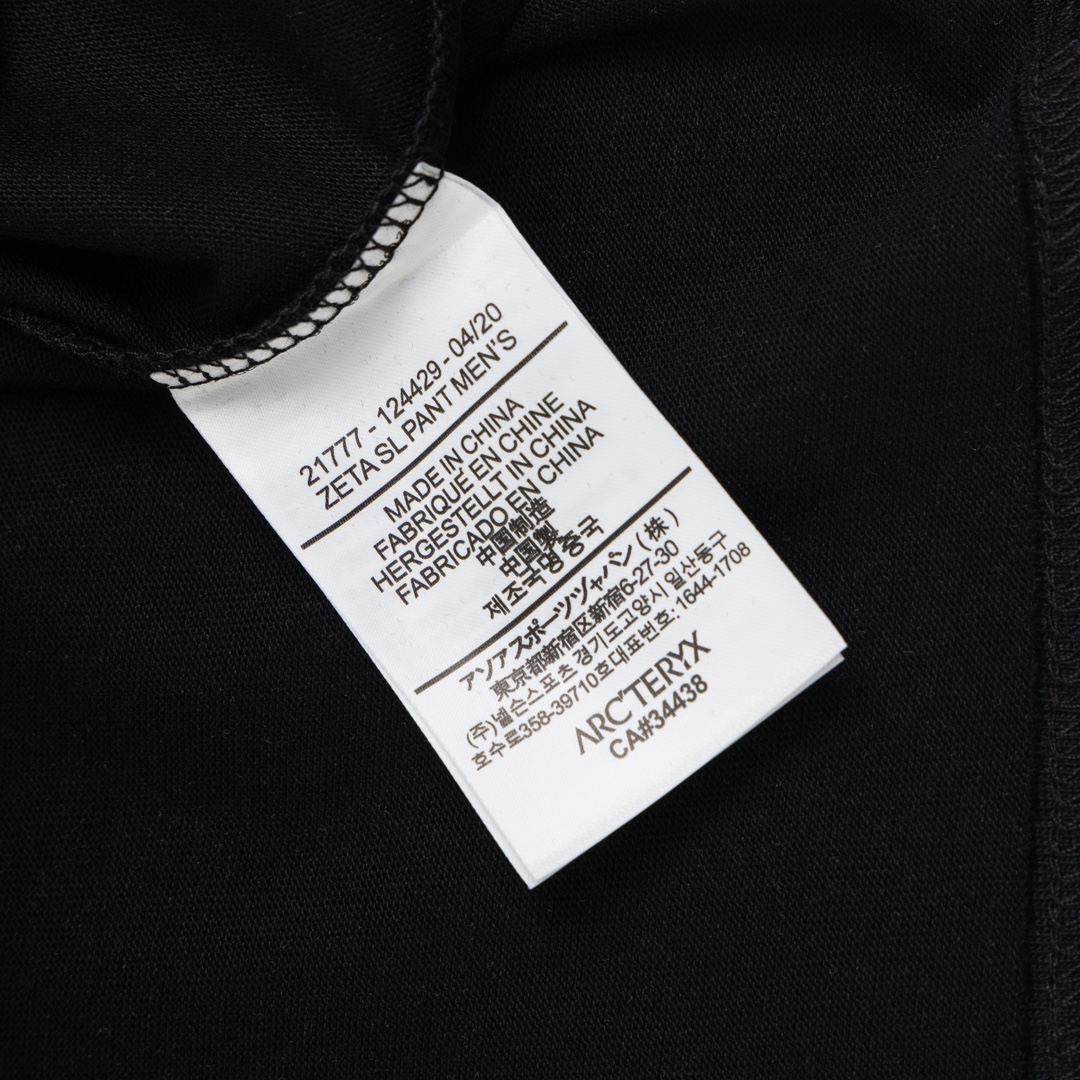 21777 - 124429 - 04/20
ZETA SL PANT MEN'S
MADE IN CHINA
FABRIQUE EN CHINE
HERGESTELLT IN CHINA
FABRICADO EN CHINA
中国制造
中国製
제조국명 중국
アソアスポーツヅャパン(株)
東京都新宿区新宿6-27-30
(주)넬슨스포츠 경기도고양시 일산동구
호수로358-39710호대표번호: 1644-1708
ARC'TERYX
CA#34438